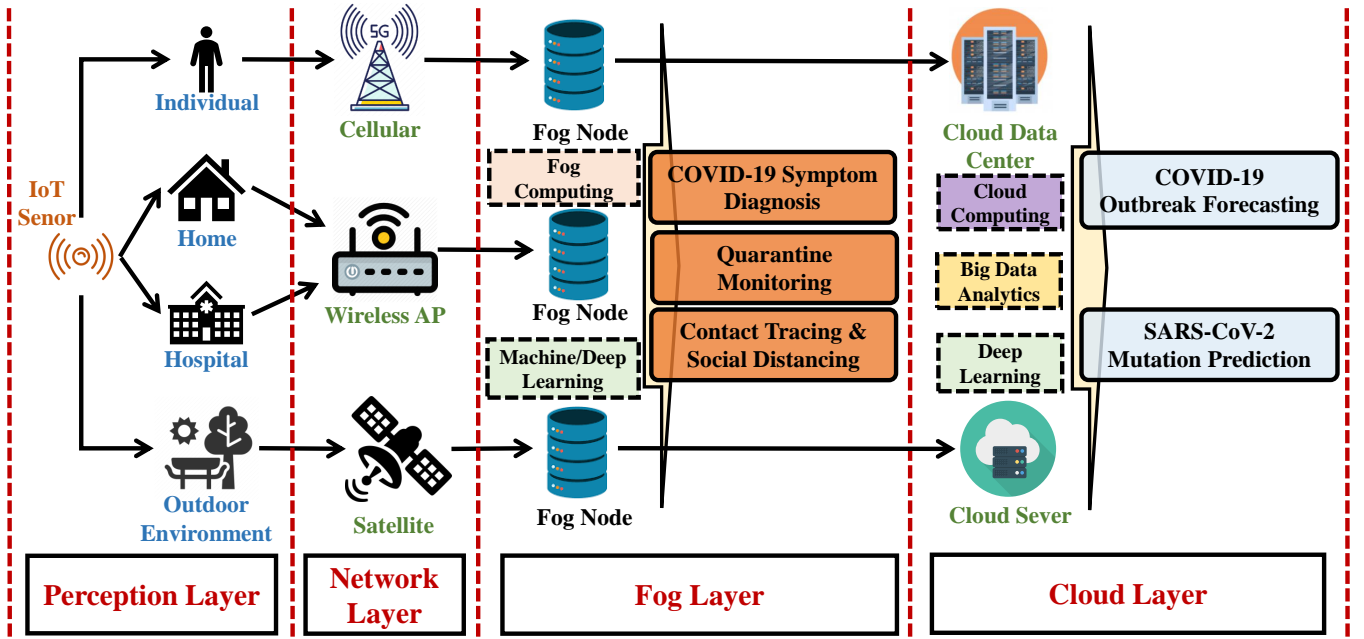 IoT
Senor
Individual
Home
Hospital
Outdoor
Environment
5G
Cellular
Wireless AP
Satellite
Fog Node
Fog
Computing
Fog Node
Machine/Deep
Learning
Fog Node
COVID-19 Symptom
Diagnosis
Quarantine
Monitoring
Contact Tracing &
Social Distancing
Cloud Data
Center
Cloud
Computing
Big Data
Analytics
Deep
Learning
Cloud Sever
COVID-19
Outbreak Forecasting
SARS-CoV-2
Mutation Prediction
Perception Layer
Network
Layer
Fog Layer
Cloud Layer